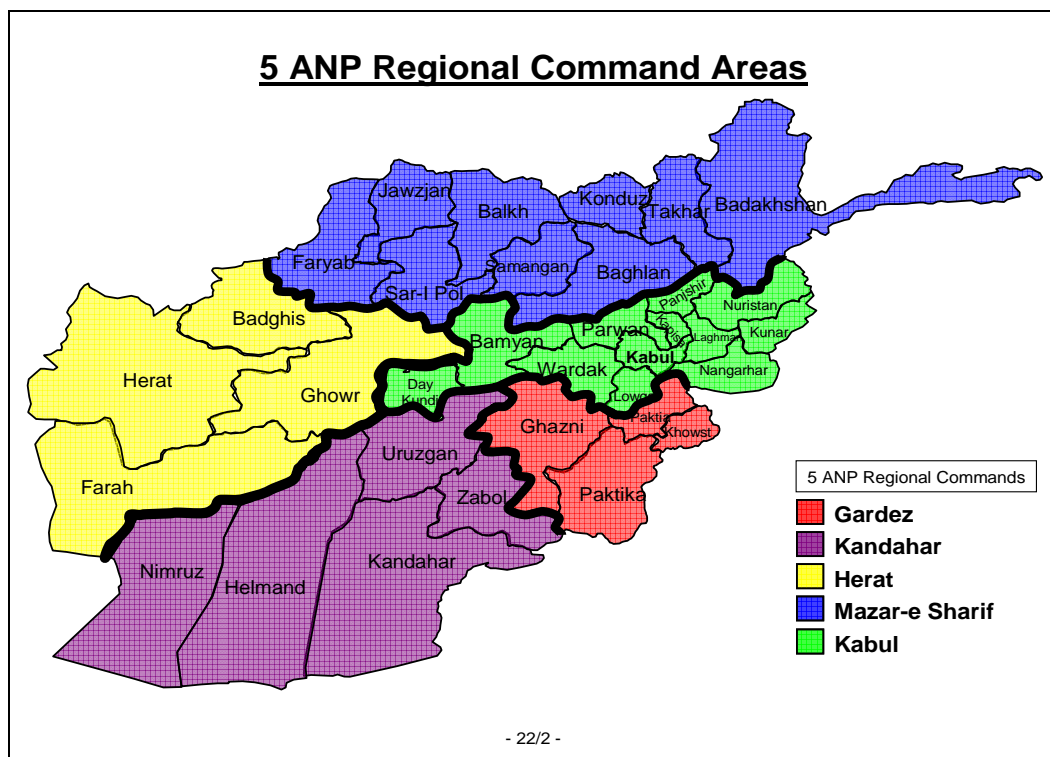 5 ANP Regional Command Areas
Jawzjan
Balkh
Konduz
Takhar
Badakhshan
Faryab
Samangan
Baghlan
Sar-I Pol
Panjshir
Nuristan
Badghis
Bamyan
Parwan
Kapisa
Laghman
Kunar
Kabul
Herat
Ghowr
Day
Kundi
Wardak
Nangarhar
Lowgar
Ghazni
Paktia
Khowst
Uruzgan
Farah
Zabol
Paktika
Nimruz
Helmand
Kandahar
5 ANP Regional Commands
Gardez
Kandahar
Herat
Mazar-e Sharif
Kabul
- 22/2 -